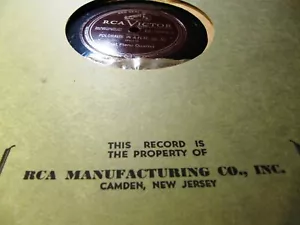 RCA VICTOR
THIS RECORD IS
THE PROPERTY OF
RCA MANUFACTURING CO., INC.
CAMDEN, NEW JERSEY